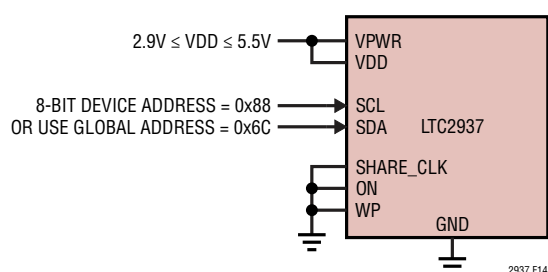 2.9V ≤ VDD ≤ 5.5V
VPWR
VDD
8-BIT DEVICE ADDRESS = 0x88
SCL
OR USE GLOBAL ADDRESS = 0x6C
SDA
LTC2937
SHARE_CLK
ON
WP
GND
2937 F14